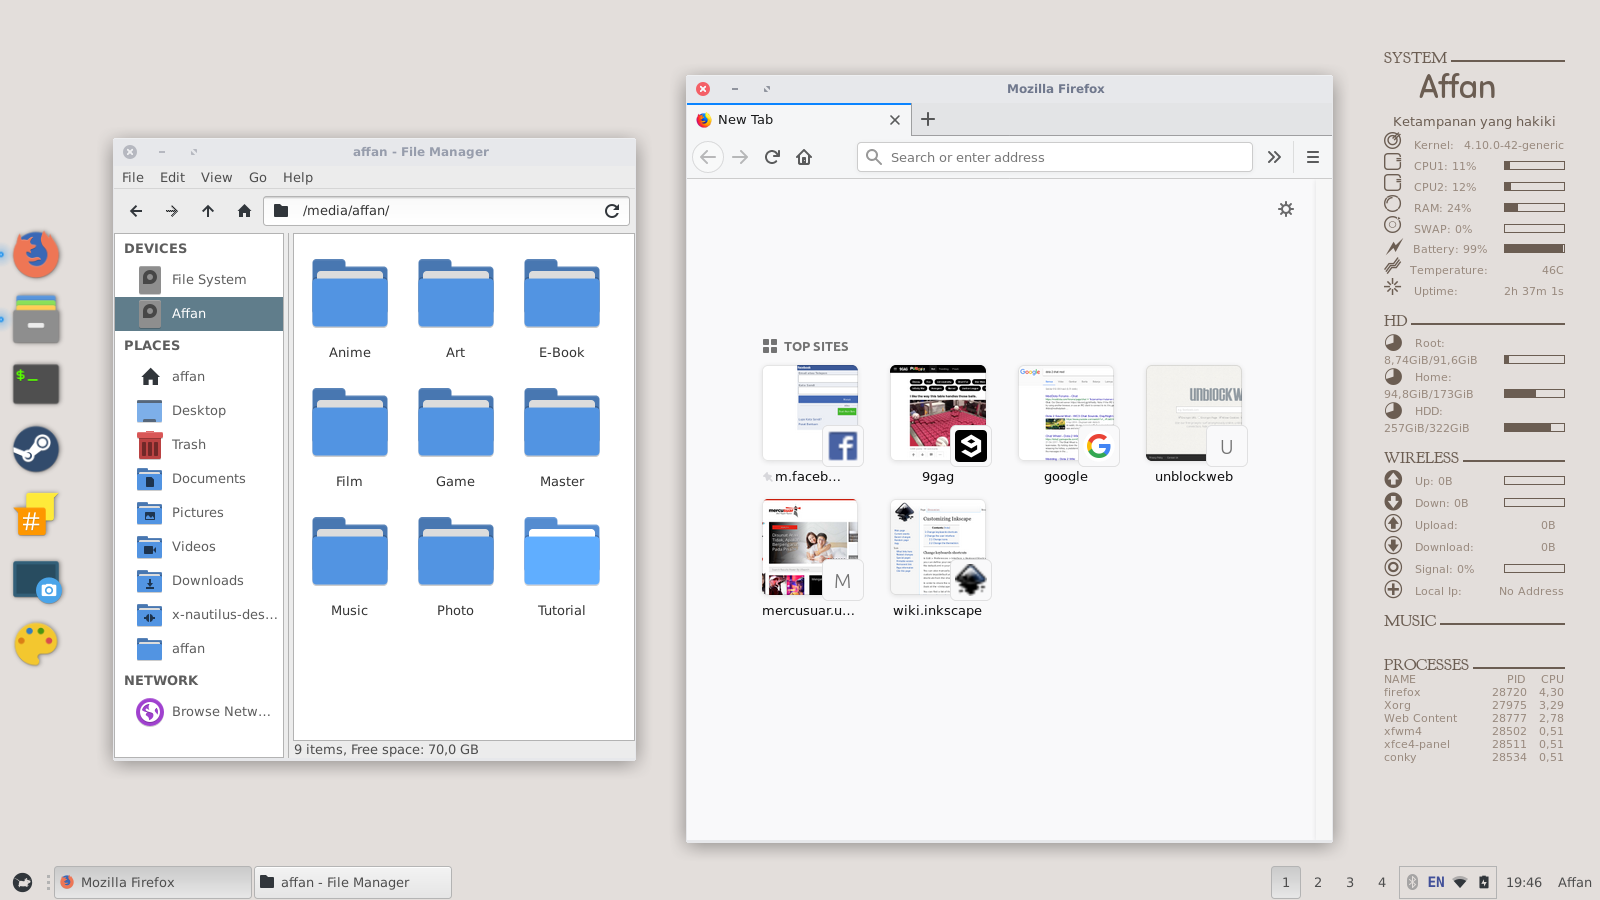 affan - File Manager
File Edit View Go Help
/media/affan/
DEVICES
File System
Affan
PLACES
affan
Desktop
Trash
Documents
Pictures
Videos
Downloads
x-nautilus-des...
affan
NETWORK
Browse Netw...
Anime Art E-Book
Film Game Master
Music Photo Tutorial
9 items, Free space: 70,0 GB
Mozilla Firefox
New Tab
Search or enter address
TOP SITES
m.faceb... 9gag google unblockweb
U
Google
UNBLOCKW
Customizing Inkscape
M
mercusuar.u... wiki.inkscape
SYSTEM
Affan
Ketampanan yang hakiki
Kernel: 4.10.0-42-generic
CPU1: 11%
CPU2: 12%
RAM: 24%
SWAP: 0%
Battery: 99%
Temperature: 46C
Uptime: 2h 37m 1s
HD
Root:
8,74GiB/91,6GiB
Home:
94,8GiB/173GiB
HDD:
257GiB/322GiB
WIRELESS
Up: 0B
Down: 0B
Upload: 0B
Download: 0B
Signal: 0%
Local Ip: No Address
MUSIC
PROCESSES
NAME PID CPU
firefox 28720 4,30
Xorg 27975 3,29
Web Content 28777 2,78
xfwm4 28502 0,51
xfce4-panel 28511 0,51
conky 28534 0,51
Mozilla Firefox
affan - File Manager
1 2 3 4
EN
19:46
Affan